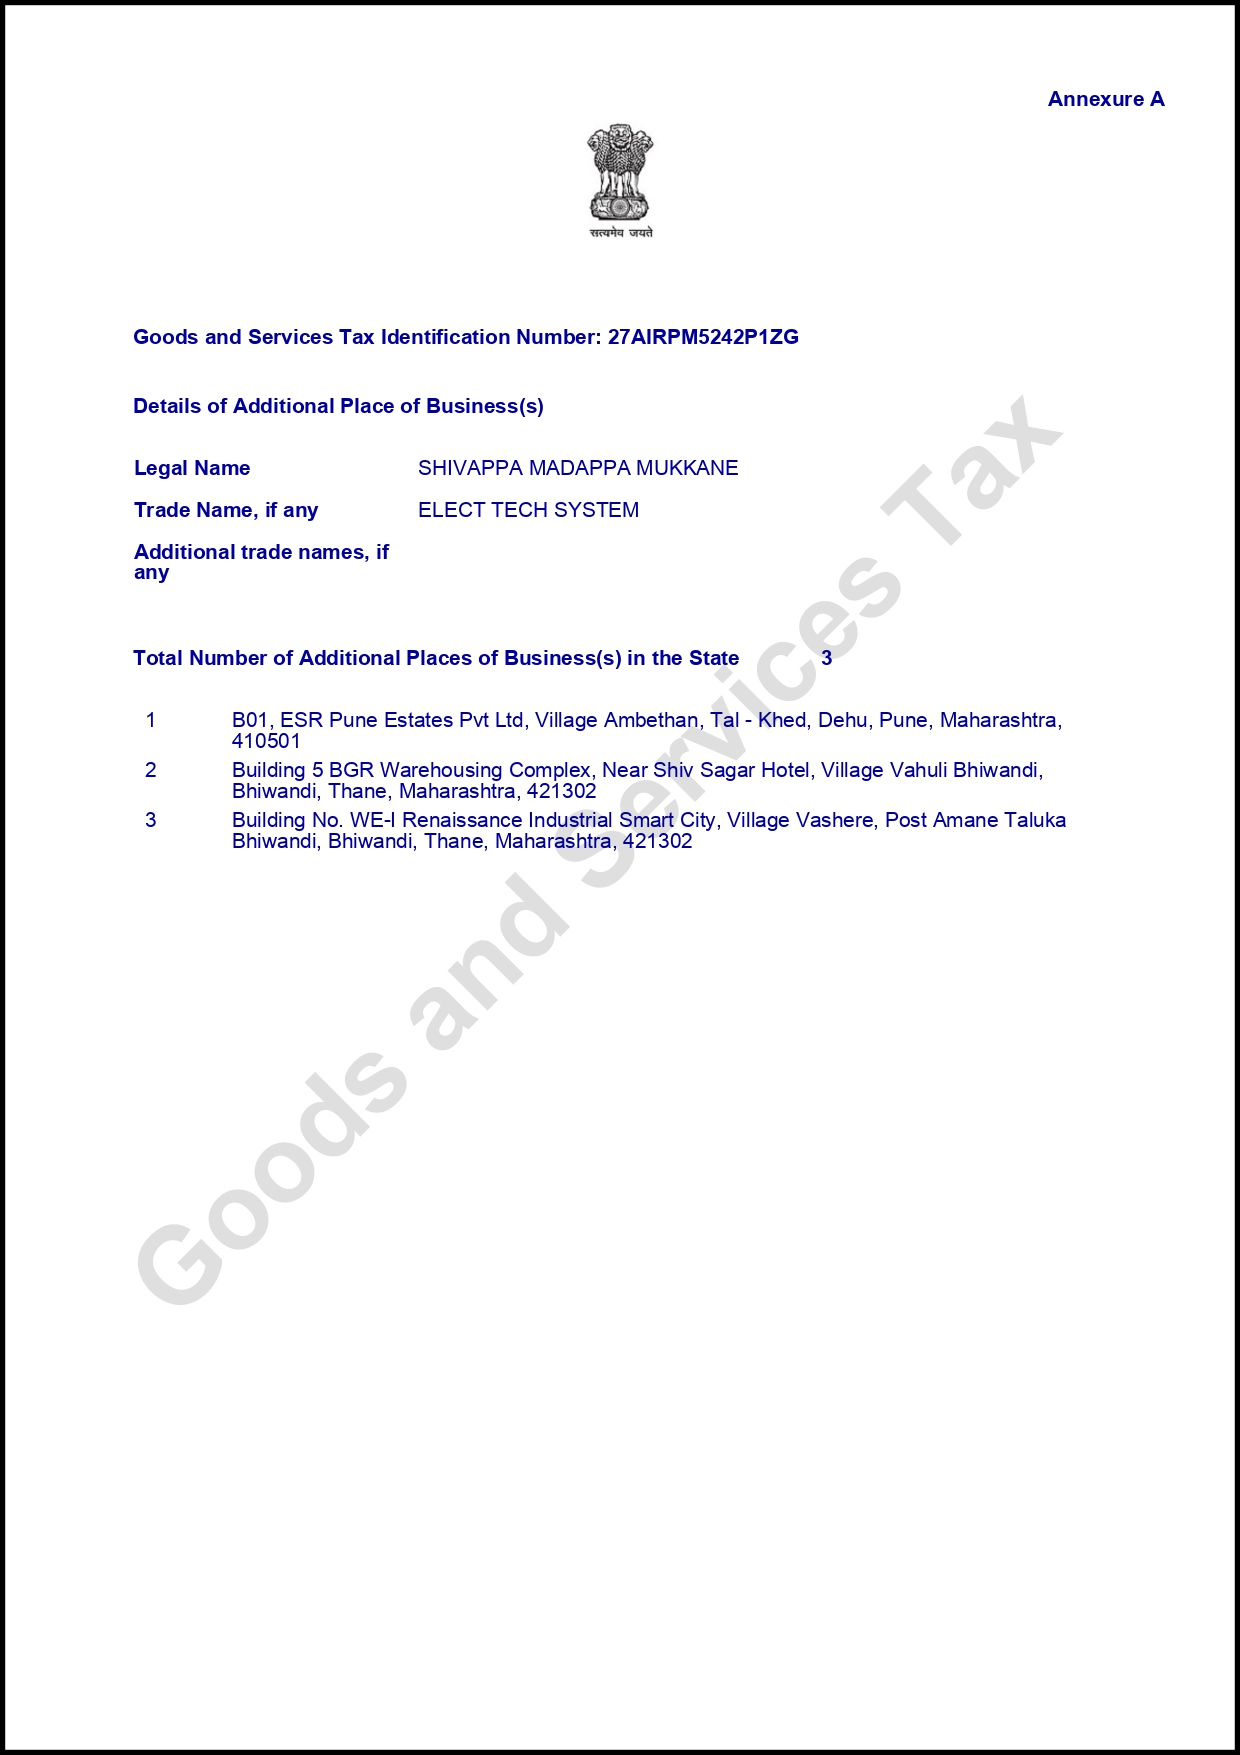 Annexure A
सत्यमेव जयते
Goods and Services Tax Identification Number: 27AIRPM5242P1ZG
Details of Additional Place of Business(s)
Legal Name SHIVAPPA MADAPPA MUKKANE
Trade Name, if any ELECT TECH SYSTEM
Additional trade names, if
any
Total Number of Additional Places of Business(s) in the State 3
1 B01, ESR Pune Estates Pvt Ltd, Village Ambethan, Tal - Khed, Dehu, Pune, Maharashtra,
410501
2 Building 5 BGR Warehousing Complex, Near Shiv Sagar Hotel, Village Vahuli Bhiwandi,
Bhiwandi, Thane, Maharashtra, 421302
3 Building No. WE-I Renaissance Industrial Smart City, Village Vashere, Post Amane Taluka
Bhiwandi, Bhiwandi, Thane, Maharashtra, 421302
Goods and Services Tax